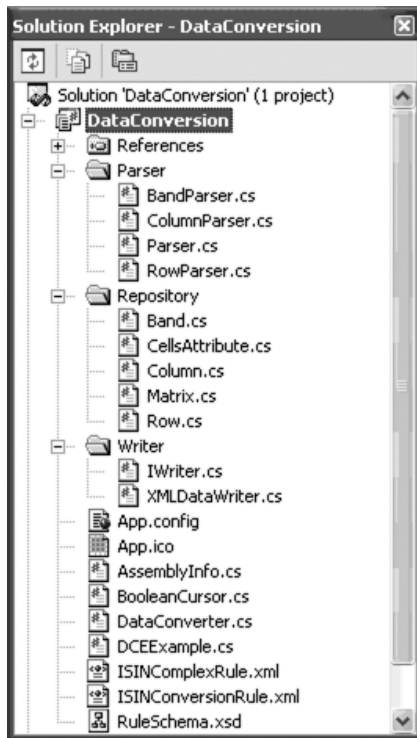 Solution Explorer - DataConversion
Solution 'DataConversion' (1 project)
DataConversion
References
Parser
BandParser.cs
ColumnParser.cs
Parser.cs
RowParser.cs
Repository
Band.cs
CellsAttribute.cs
Column.cs
Matrix.cs
Row.cs
Writer
IWriter.cs
XMLDataWriter.cs
App.config
App.ico
AssemblyInfo.cs
BooleanCursor.cs
DataConverter.cs
DCEEExample.cs
ISINComplexRule.xml
ISINConversionRule.xml
RuleSchema.xsd